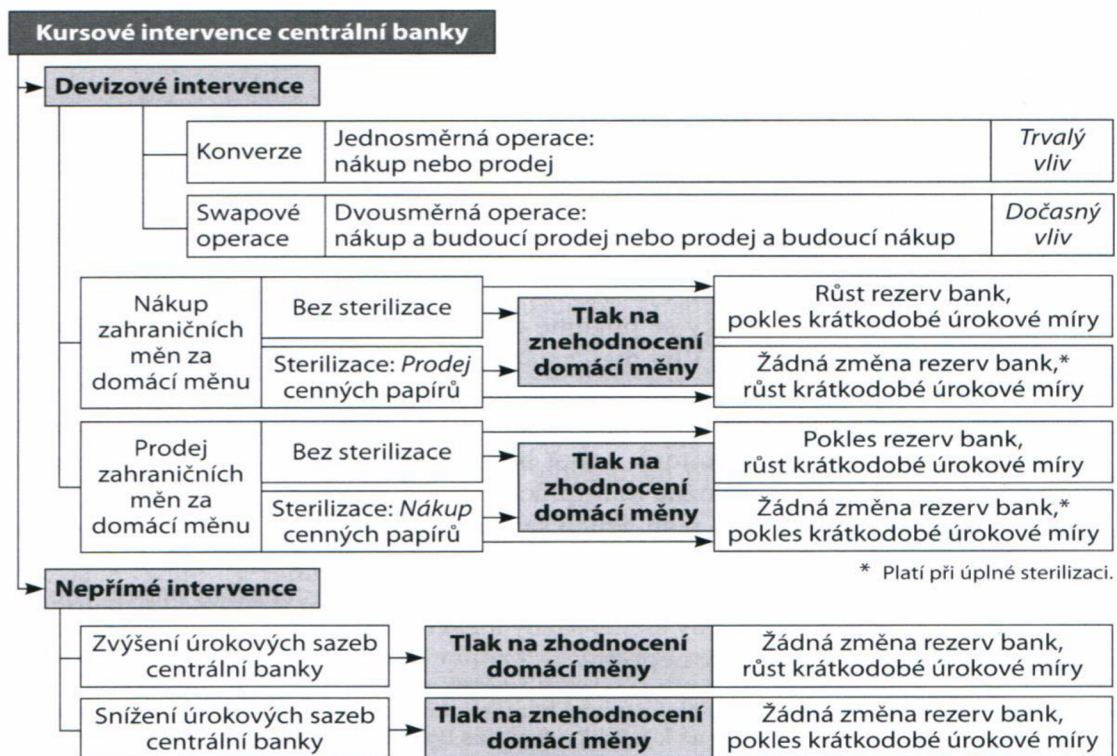 Kursové intervence centrální banky
Devizové intervence
Konverze
Jednosměrná operace:
nákup nebo prodej
Trvalý
vliv
Swapové
operace
Dvousměrná operace:
nákup a budoucí prodej nebo prodej a budoucí nákup
Dočasný
vliv
Nákup
zahraničních
měn za
domácí měnu
Bez sterilizace
Sterilizace: Prodej
cenných papírů
Tlak na
znehodnocení
domácí měny
Růst rezerv bank,
pokles krátkodobé úrokové míry
Žádná změna rezerv bank,*
růst krátkodobé úrokové míry
Prodej
zahraničních
měn za
domácí měnu
Bez sterilizace
Sterilizace: Nákup
cenných papírů
Tlak na
zhodnocení
domácí měny
Pokles rezerv bank,
růst krátkodobé úrokové míry
Žádná změna rezerv bank,*
pokles krátkodobé úrokové míry
* Platí při úplné sterilizaci.
Nepřímé intervence
Zvýšení úrokových sazeb
centrální banky
Tlak na zhodnocení
domácí měny
Žádná změna rezerv bank,
růst krátkodobé úrokové míry
Snížení úrokových sazeb
centrální banky
Tlak na znehodnocení
domácí měny
Žádná změna rezerv bank,
pokles krátkodobé úrokové míry